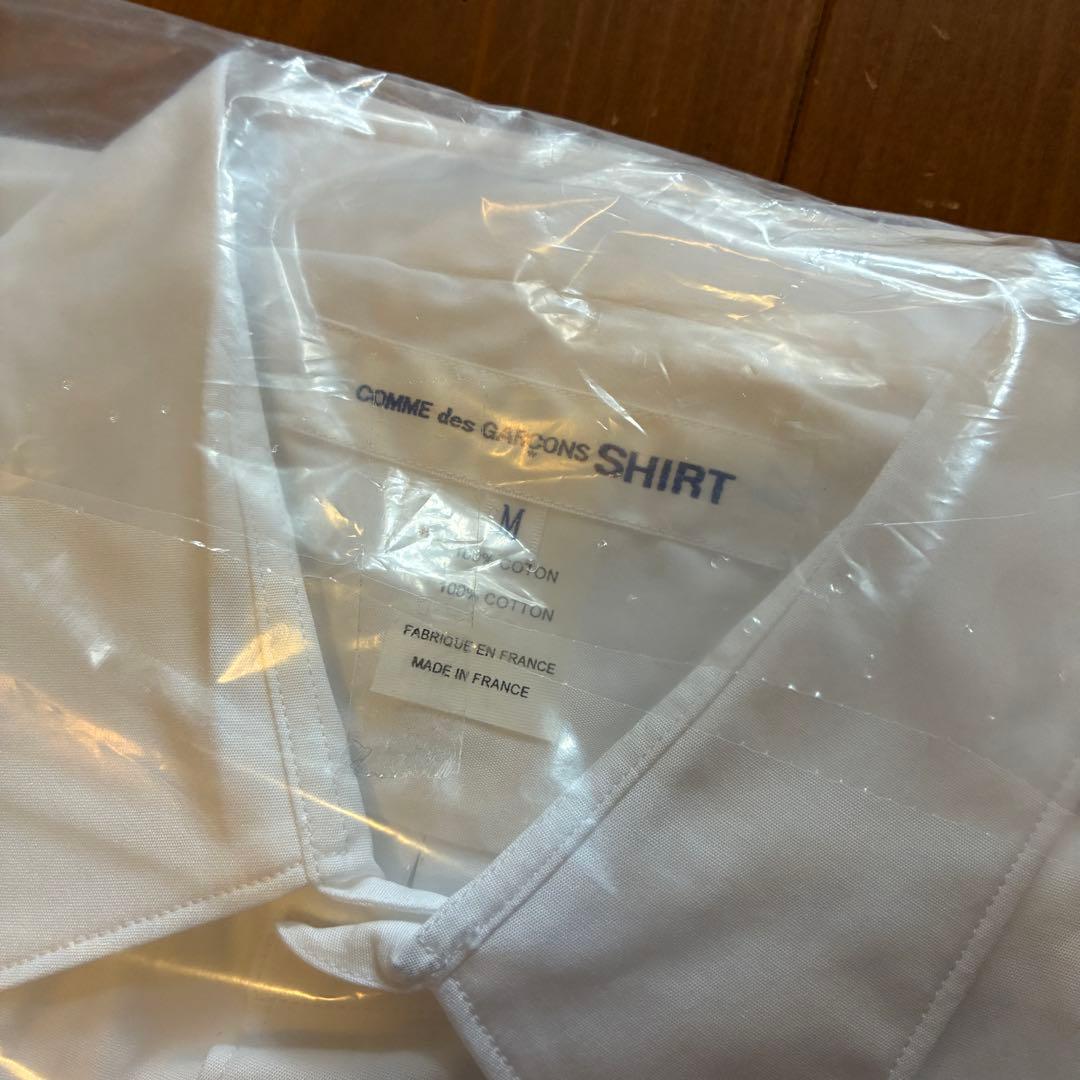 COMME des GARÇONS SHIRT
M
100% COTON
100% COTTON
FABRIQUE EN FRANCE
MADE IN FRANCE